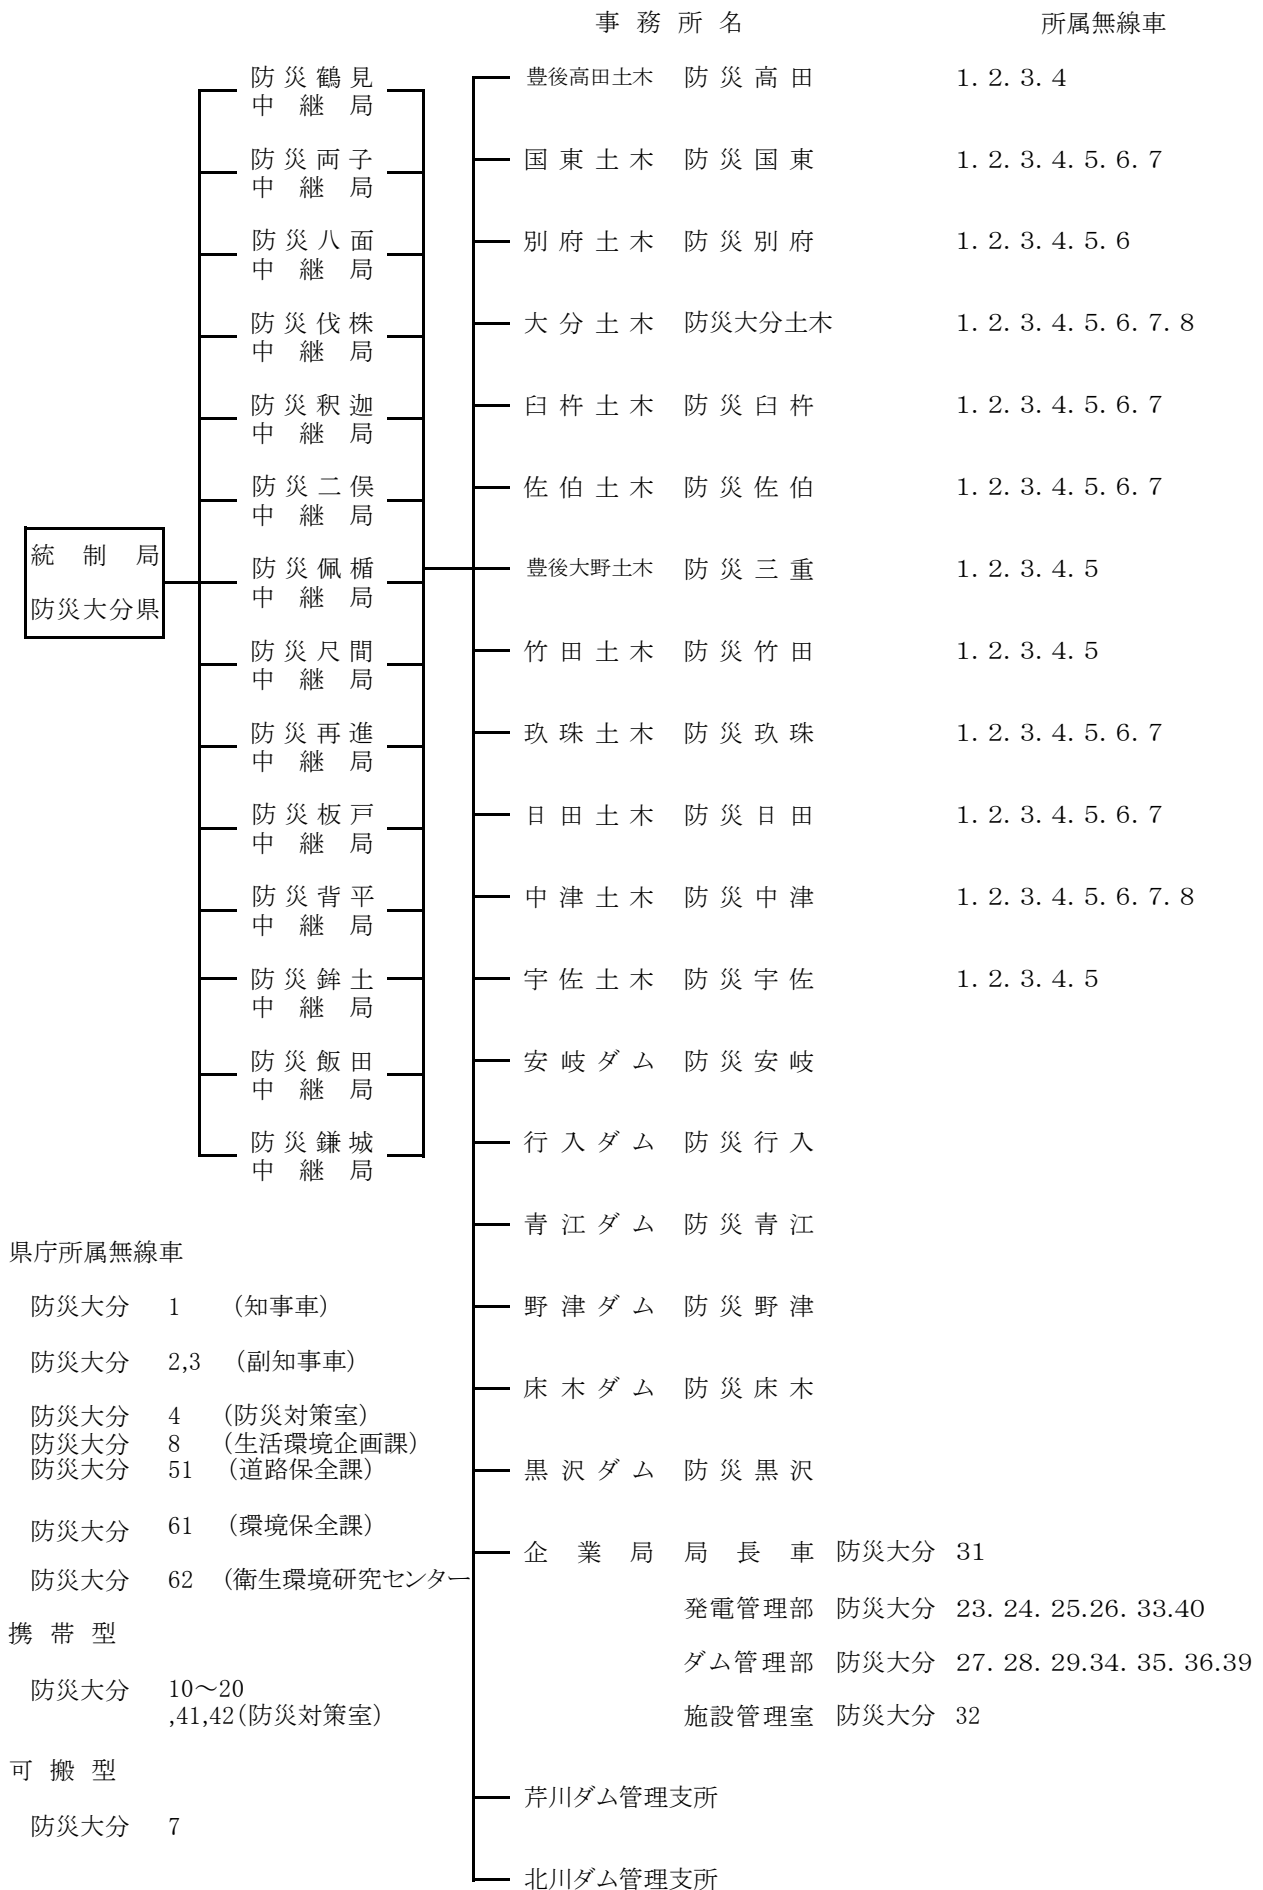 事務所名 所属無線車
統制局
防災大分県
防災鶴見
中継局
防災両子
中継局
防災八面
中継局
防災伐株
中継局
防災釈迦
中継局
防災二俣
中継局
防災佩楯
中継局
防災尺間
中継局
防災再進
中継局
防災板戸
中継局
防災背平
中継局
防災鉾土
中継局
防災飯田
中継局
防災鎌城
中継局
豊後高田土木 防災高田 1. 2. 3. 4
国東土木 防災国東 1. 2. 3. 4. 5. 6. 7
別府土木 防災別府 1. 2. 3. 4. 5. 6
大分土木 防災大分土木 1. 2. 3. 4. 5. 6. 7. 8
臼杵土木 防災臼杵 1. 2. 3. 4. 5. 6. 7
佐伯土木 防災佐伯 1. 2. 3. 4. 5. 6. 7
豊後大野土木 防災三重 1. 2. 3. 4. 5
竹田土木 防災竹田 1. 2. 3. 4. 5
玖珠土木 防災玖珠 1. 2. 3. 4. 5. 6. 7
日田土木 防災日田 1. 2. 3. 4. 5. 6. 7
中津土木 防災中津 1. 2. 3. 4. 5. 6. 7. 8
宇佐土木 防災宇佐 1. 2. 3. 4. 5
安岐ダム 防災安岐
行入ダム 防災行入
青江ダム 防災青江
野津ダム 防災野津
床木ダム 防災床木
黒沢ダム 防災黒沢
企業局 局長車 防災大分 31
発電管理部 防災大分 23. 24. 25.26. 33.40
ダム管理部 防災大分 27. 28. 29.34. 35. 36.39
施設管理室 防災大分 32
芹川ダム管理支所
北川ダム管理支所
県庁所属無線車
防災大分 1 （知事車）
防災大分 2,3 （副知事車）
防災大分 4 （防災対策室）
防災大分 8 （生活環境企画課）
防災大分 51 （道路保全課）
防災大分 61 （環境保全課）
防災大分 62 （衛生環境研究センター
携帯型
防災大分 10～20
,41,42（防災対策室）
可搬型
防災大分 7